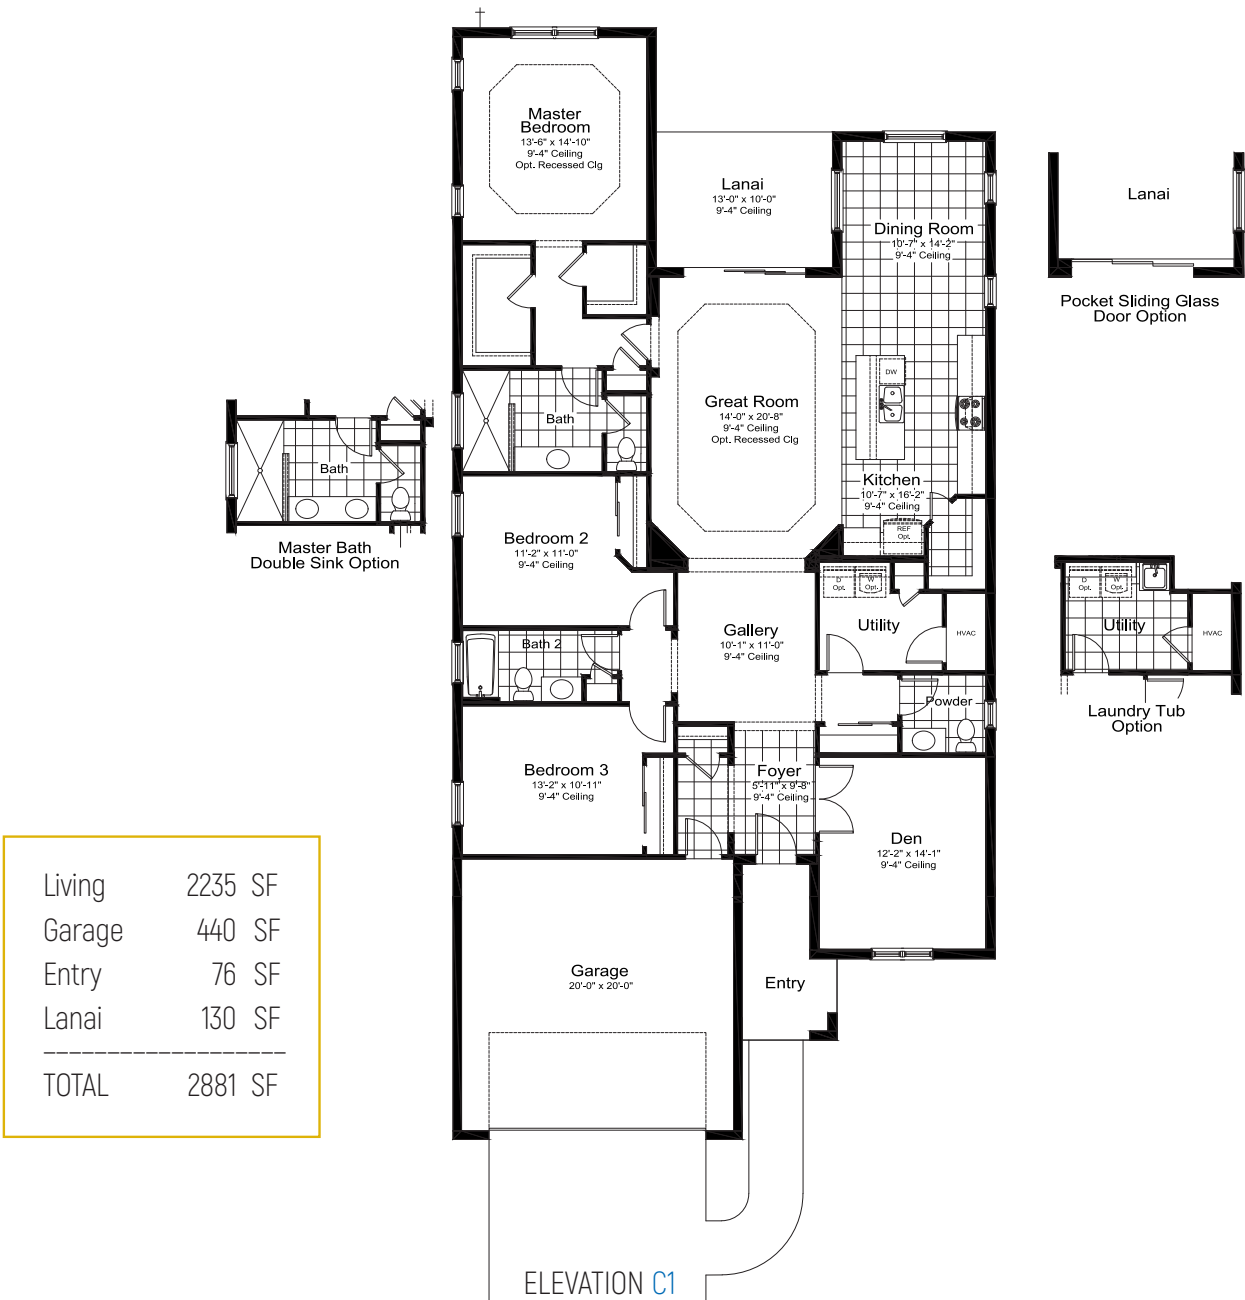 Master
Bedroom
13'-6" x 14'-10"
9'-4" Ceiling
Opt. Recessed Clg
Lanai
13'-0" x 10'-0"
9'-4" Ceiling
Dining Room
10'-7" x 14'-2"
9'-4" Ceiling
Lanai
Pocket Sliding Glass
Door Option
DW
Great Room
14'-0" x 20'-8"
9'-4" Ceiling
Opt. Recessed Clg
Bath
Bath
Master Bath
Double Sink Option
Kitchen
10'-7" x 16'-2"
9'-4" Ceiling
REF
Opt.
Bedroom 2
11'-2" x 11'-0"
9'-4" Ceiling
D
Opt.
W
Opt.
Utility
HVAC
Gallery
10'-1" x 11'-0"
9'-4" Ceiling
Bath 2
D
Opt.
W
Opt.
Utility
HVAC
Laundry Tub
Option
Powder
Bedroom 3
13'-2" x 10'-11"
9'-4" Ceiling
Foyer
5'-11" x 9'-8"
9'-4" Ceiling
Den
12'-2" x 14'-1"
9'-4" Ceiling
Garage
20'-0" x 20'-0"
Entry
Living 2235 SF
Garage 440 SF
Entry 76 SF
Lanai 130 SF
TOTAL 2881 SF
ELEVATION C1